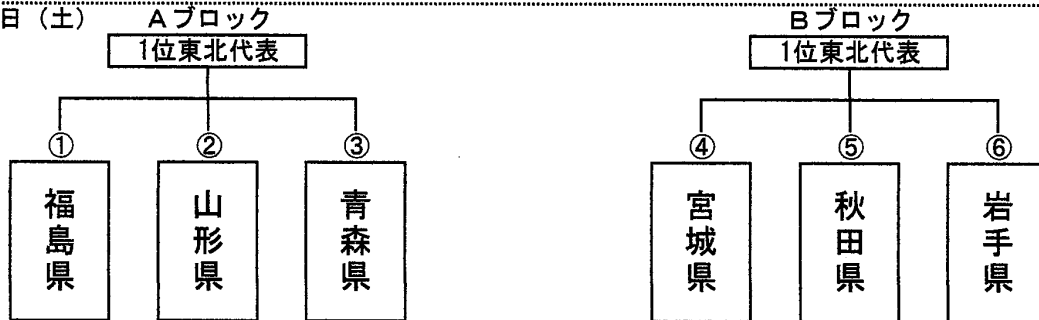 日（土）
Aブロック
1位東北代表
①
②
③
福島県
山形県
青森県
Bブロック
1位東北代表
④
⑤
⑥
宮城県
秋田県
岩手県